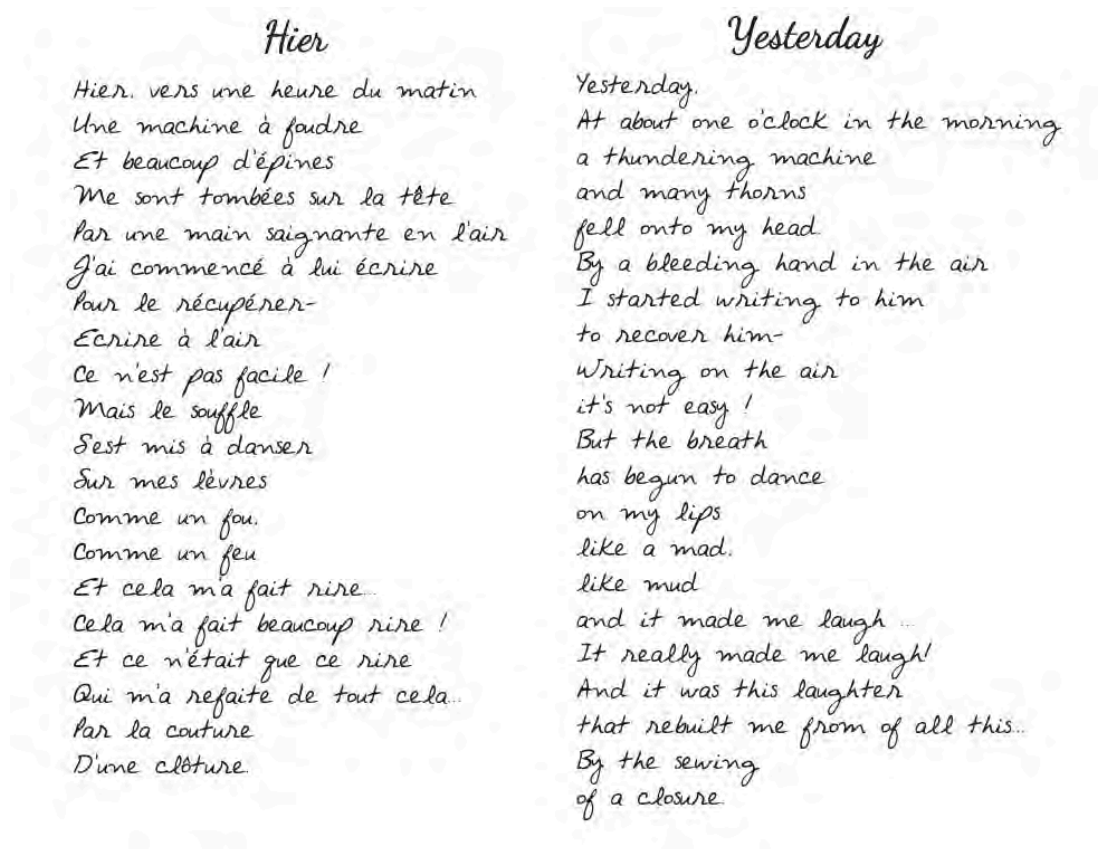 Hier
Hier, vers une heure du matin
Une machine à foudre
Et beaucoup d'épines
Me sont tombées sur la tête
Par une main saignante en l'air
J'ai commencé à lui écrire
Pour le récupérer-
Ecrire à l'air
Ce n'est pas facile !
Mais le souffle
S'est mis à danser
Sur mes lèvres
Comme un fou,
Comme un feu
Et cela m'a fait rire...
Cela m'a fait beaucoup rire !
Et ce n'était que ce rire
Qui m'a refaite de tout cela...
Par la couture
D'une clôture.
Yesterday
Yesterday,
At about one o'clock in the morning
a thundering machine
and many thorns
fell onto my head.
By a bleeding hand in the air
I started writing to him
to recover him-
Writing on the air
it's not easy !
But the breath
has begun to dance
on my lips
like a mad,
like mud
and it made me laugh ...
It really made me laugh!
And it was this laughter
that rebuilt me from of all this...
By the sewing
of a closure.